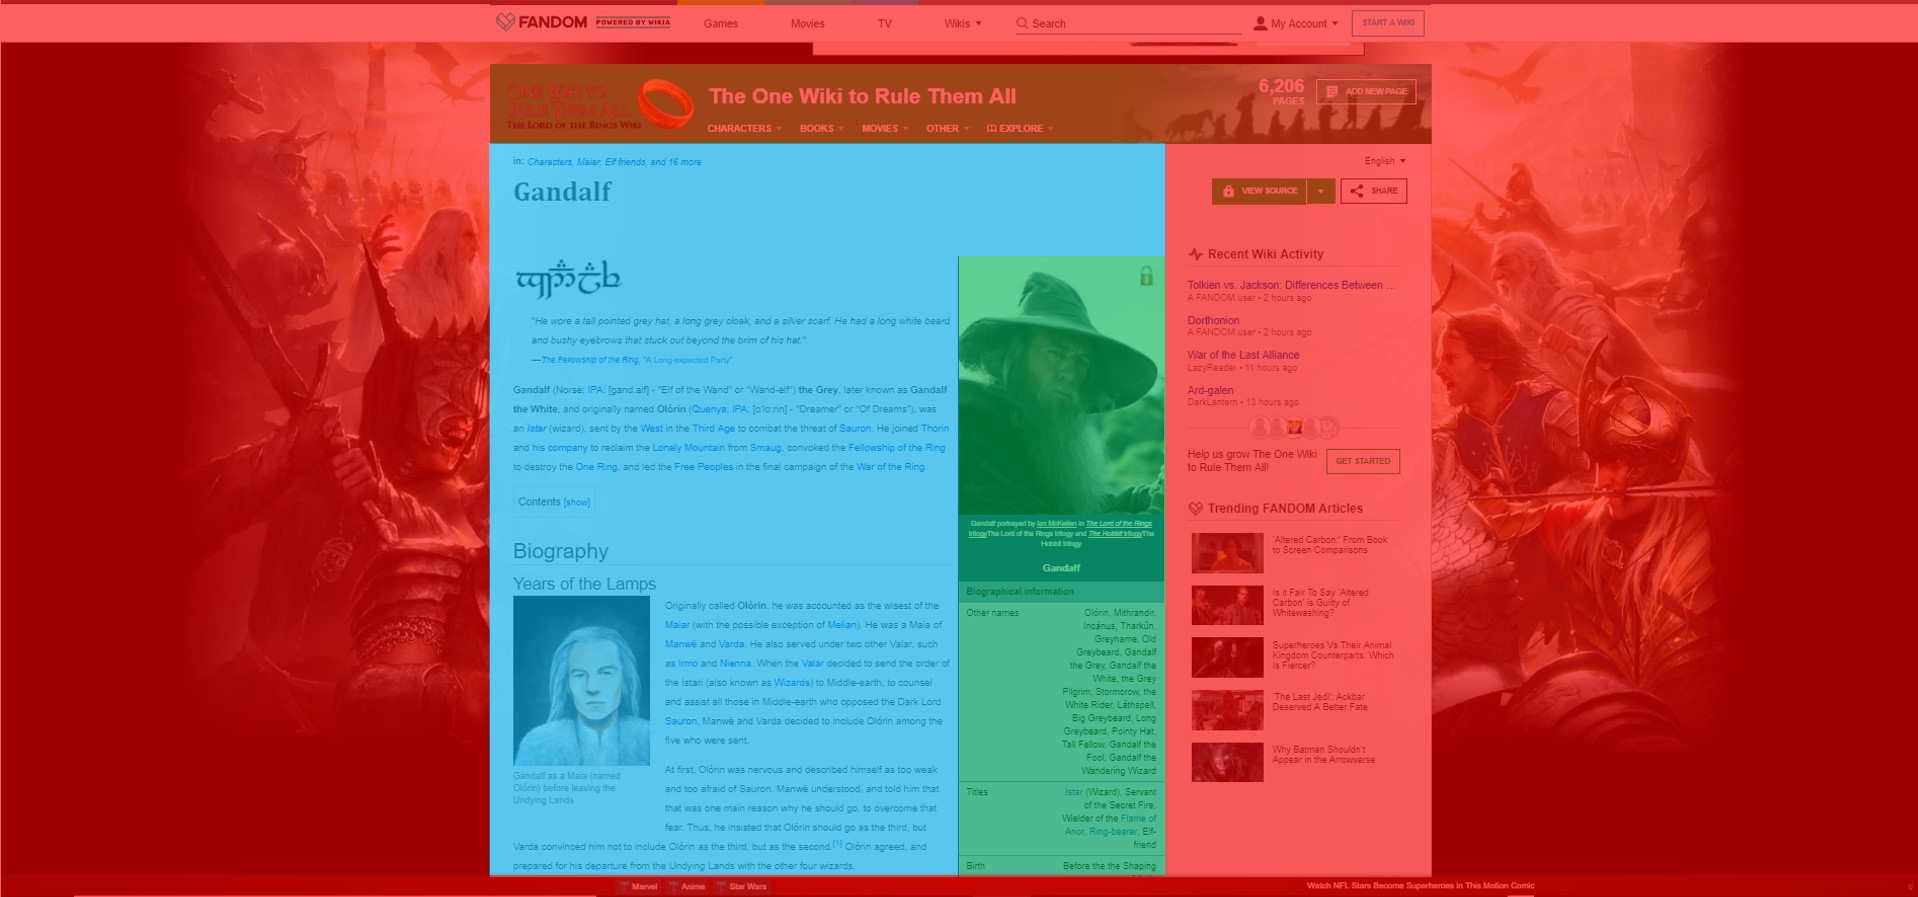 FANDOM POWERED BY WIKIA Games Movies TV Wikis Search My Account START A WIKI
ONE WIKI TO
RULE THEM ALL
THE LORD OF THE RINGS WIKI
The One Wiki to Rule Them All
6,206
PAGES
ADD NEW PAGE
CHARACTERS BOOKS MOVIES OTHER EXPLORE
in: Characters, Maiar, Elf friends, and 16 more
Gandalf
"He wore a tall pointed grey hat, a long grey cloak, and a silver scarf. He had a long white beard
and bushy eyebrows that stuck out beyond the brim of his hat."
—The Fellowship of the Ring, "A Long-expected Party"
Gandalf (Norse; IPA: [gand:alf] - "Elf of the Wand" or "Wand-elf") the Grey, later known as Gandalf
the White, and originally named Olórin (Quenya; IPA: [o'lo:rin] - "Dreamer" or "Of Dreams"), was
an Istar (wizard), sent by the West in the Third Age to combat the threat of Sauron. He joined Thorin
and his company to reclaim the Lonely Mountain from Smaug, convoked the Fellowship of the Ring
to destroy the One Ring, and led the Free Peoples in the final campaign of the War of the Ring.
Contents [show]
Biography
Years of the Lamps
Originally called Olórin, he was accounted as the wisest of the
Maiar (with the possible exception of Melian). He was a Maia of
Manwë and Varda. He also served under two other Valar, such
as Irmo and Nienna. When the Valar decided to send the order of
the Istari (also known as Wizards) to Middle-earth, to counsel
and assist all those in Middle-earth who opposed the Dark Lord
Sauron, Manwë and Varda decided to include Olórin among the
five who were sent.
Gandalf as a Maia (named
Olórin) before leaving the
Undying Lands
At first, Olórin was nervous and described himself as too weak
and too afraid of Sauron. Manwë understood, and told him that
that was one main reason why he should go, to overcome that
fear. Thus, he insisted that Olórin should go as the third, but
Varda convinced him not to include Olórin as the third, but as the second.[1] Olórin agreed, and
prepared for his departure from the Undying Lands with the other four wizards.
Gandalf portrayed by Ian McKellan in The Lord of the Rings
trilogyThe Lord of the Rings trilogy and The Hobbit trilogyThe
Hobbit trilogy
Gandalf
Biographical information
Other names Olórin, Mithrandir,
Incánus, Tharkûn,
Greyhame, Old
Greybeard, Gandalf
the Grey, Gandalf the
White, the Grey
Pilgrim, Stormcrow, the
White Rider, Láthspell,
Big Greybeard, Long
Greybeard, Pointy Hat,
Tall Fellow, Gandalf the
Fool, Gandalf the
Wandering Wizard
Titles Istar (Wizard), Servant
of the Secret Fire,
Wielder of the Flame of
Anor, Ring-bearer, Elf-
friend
Birth Before the the Shaping
English
VIEW SOURCE SHARE
Recent Wiki Activity
Tolkien vs. Jackson: Differences Between ...
A FANDOM user • 2 hours ago
Dorthonion
A FANDOM user • 2 hours ago
War of the Last Alliance
LazyReader • 11 hours ago
Ard-galen
DarkLantern • 13 hours ago
Help us grow The One Wiki
to Rule Them All!
GET STARTED
Trending FANDOM Articles
'Altered Carbon:' From Book
to Screen Comparisons
Is it Fair To Say 'Altered
Carbon' is Guilty of
Whitewashing?
Superheroes Vs Their Animal
Kingdom Counterparts: Which
Is Fiercer?
'The Last Jedi': Ackbar
Deserved A Better Fate
Why Batman Shouldn't
Appear in the Arrowverse
Marvel Anime Star Wars
Watch NFL Stars Become Superheroes in This Motion Comic